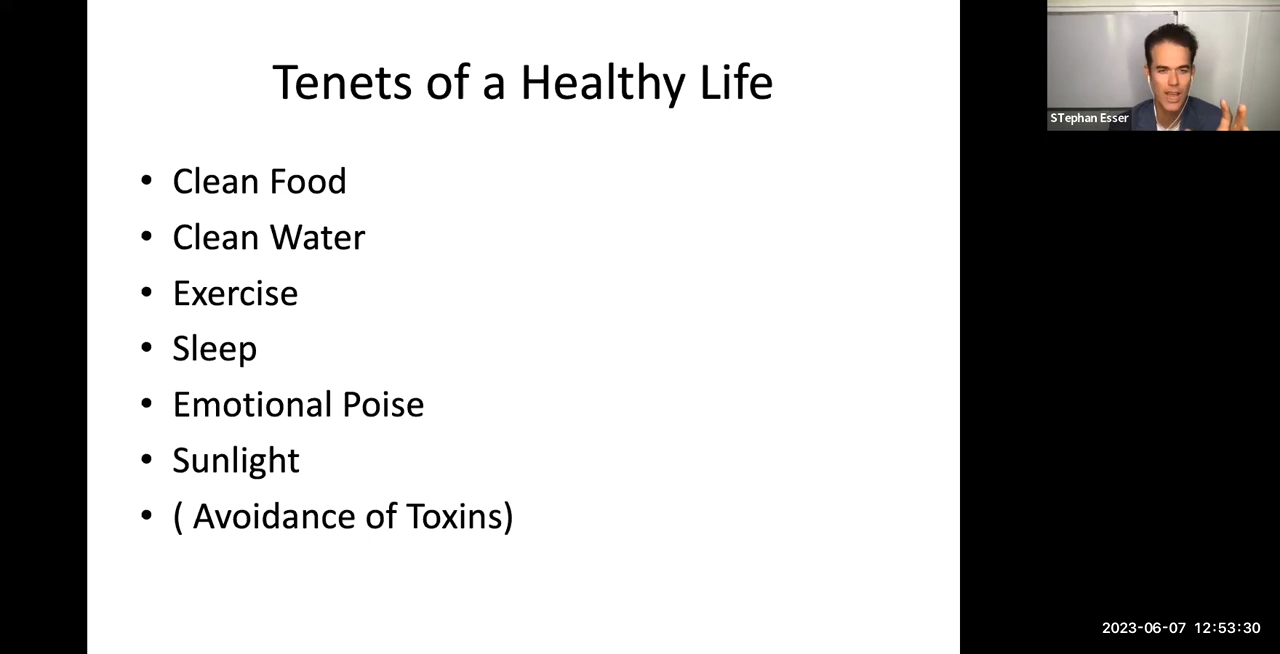 Tenets of a Healthy Life
• Clean Food
• Clean Water
• Exercise
• Sleep
• Emotional Poise
• Sunlight
• ( Avoidance of Toxins)
STephan Esser
2023-06-07 12:53:30